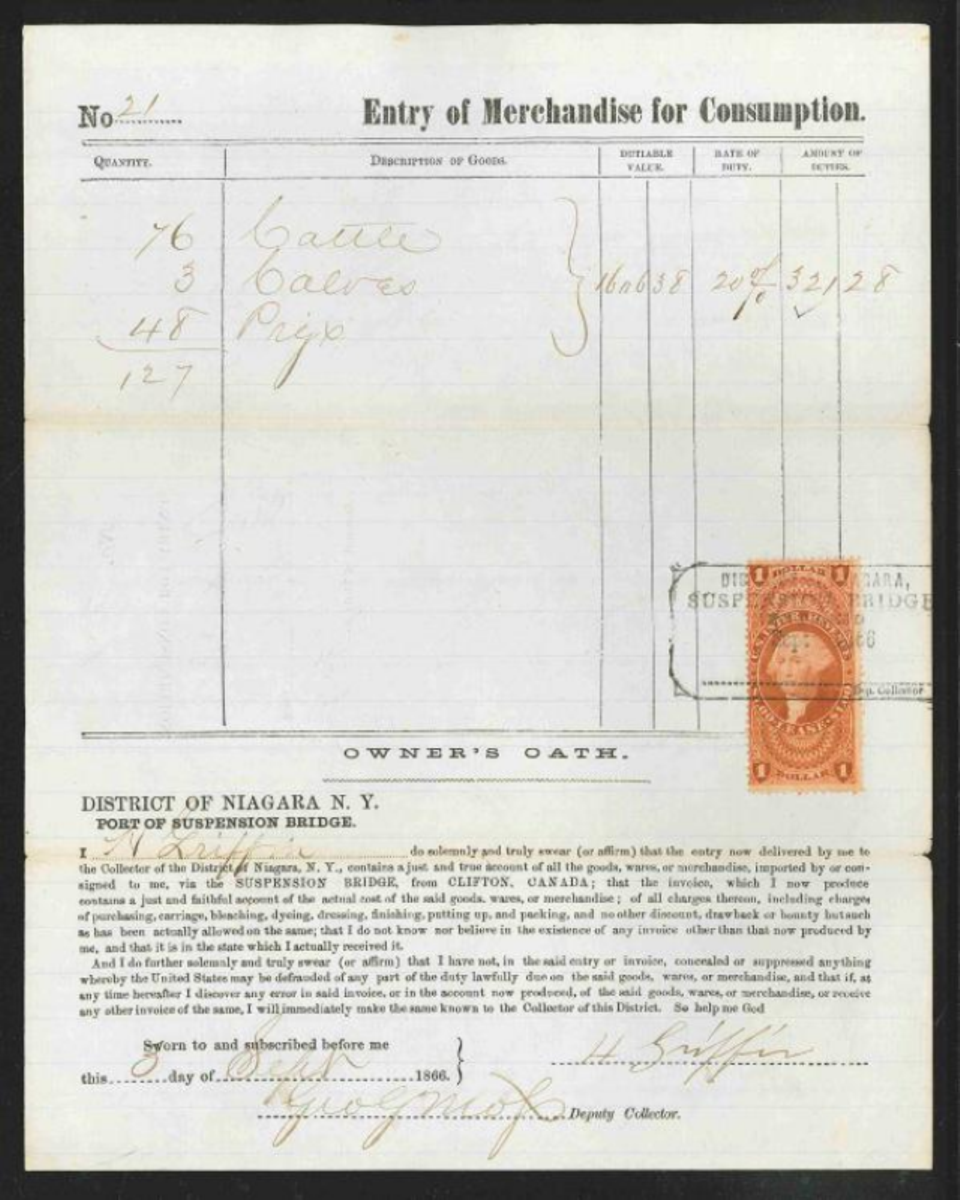 No 21
Entry of Merchandise for Consumption.
QUANTITY. DESCRIPTION OF GOODS. DUTIABLE VALUE. RATE OF DUTY. AMOUNT OF DUTIES.
76 Cattle
3 Calves 20% 321 28
48
127
1 DOLLAR 1
DIS AGARA,
SUSPENSION BRIDGE
Sept 66
Dep. Collector
1 DOLLAR 1
OWNER'S OATH.
DISTRICT OF NIAGARA N. Y.
PORT OF SUSPENSION BRIDGE.
I H Griffin do solemnly and truly swear (or affirm) that the entry now delivered by me to
the Collector of the District of Niagara, N. Y., contains a just and true account of all the goods, wares, or merchandise, imported by or con-
signed to me, via the SUSPENSION BRIDGE, from CLIFTON, CANADA; that the invoice, which I now produce
contains a just and faithful account of the actual cost of the said goods, wares, or merchandise; of all charges thereon, including charges
of purchasing, carriage, bleaching, dyeing, dressing, finishing, putting up, and packing, and no other discount, drawback or bounty but such
as has been actually allowed on the same; that I do not know nor believe in the existence of any invoice other than that now produced by
me, and that it is in the state which I actually received it.
And I do further solemnly and truly swear (or affirm) that I have not, in the said entry or invoice, concealed or suppressed anything
whereby the United States may be defrauded of any part of the duty lawfully due on the said goods, wares, or merchandise, and that if, at
any time hereafter I discover any error in said invoice, or in the account now produced, of the said goods, wares, or merchandise, or receive
any other invoice of the same, I will immediately make the same known to the Collector of this District. So help me God
Sworn to and subscribed before me
H Griffin
this 3 day of Sept 1866.
Deputy Collector.